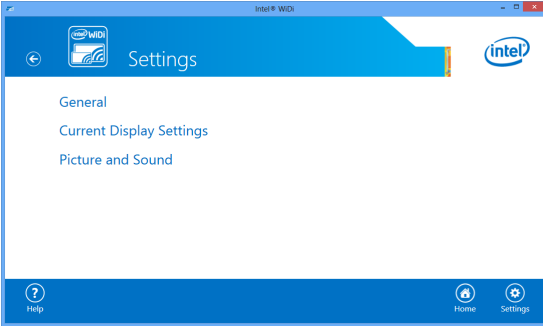 Intel® WiDi
intel WiDi
Settings
intel®
General
Current Display Settings
Picture and Sound
?
Help
Home
Settings